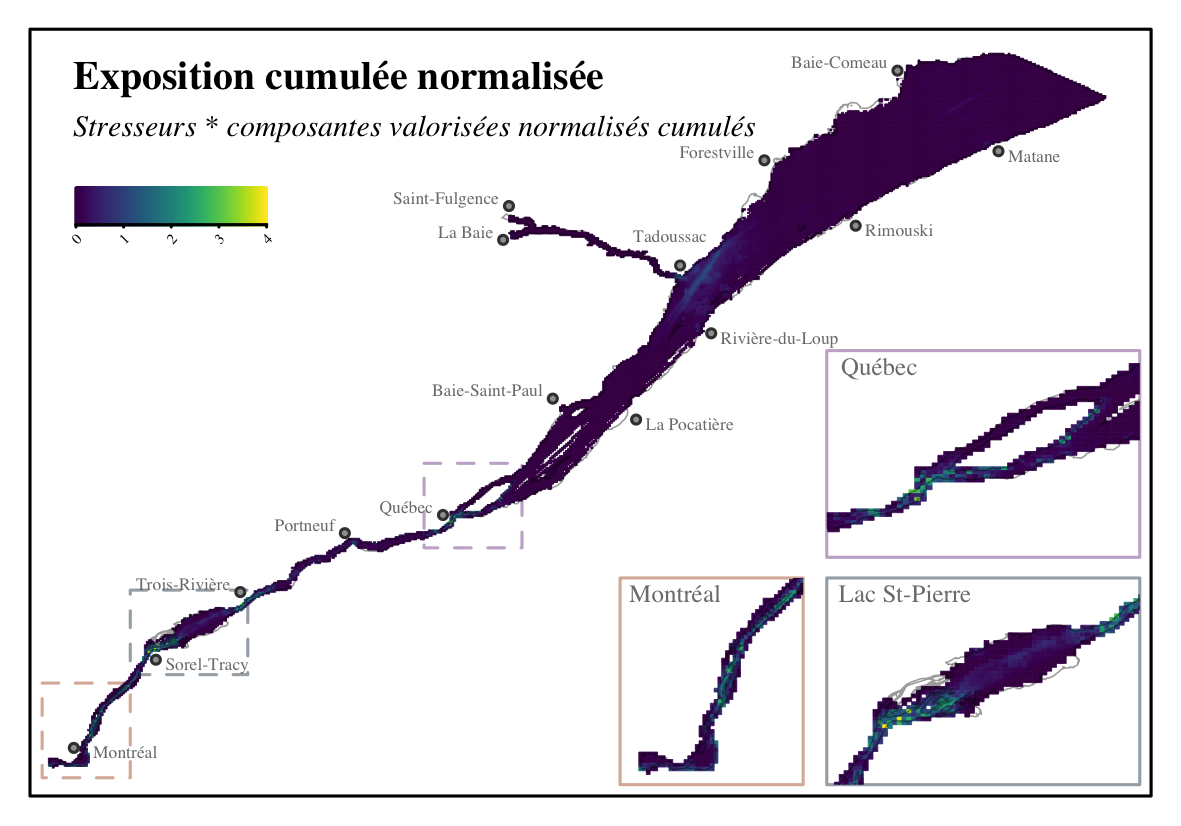 Exposition cumulée normalisée
Stresseurs * composantes valorisées normalisés cumulés
0 1 2 3 4
Baie-Comeau
Forestville
Matane
Saint-Fulgence
La Baie
Tadoussac
Rimouski
Rivière-du-Loup
Baie-Saint-Paul
La Pocatière
Québec
Portneuf
Trois-Rivière
Sorel-Tracy
Montréal
Québec
Montréal
Lac St-Pierre